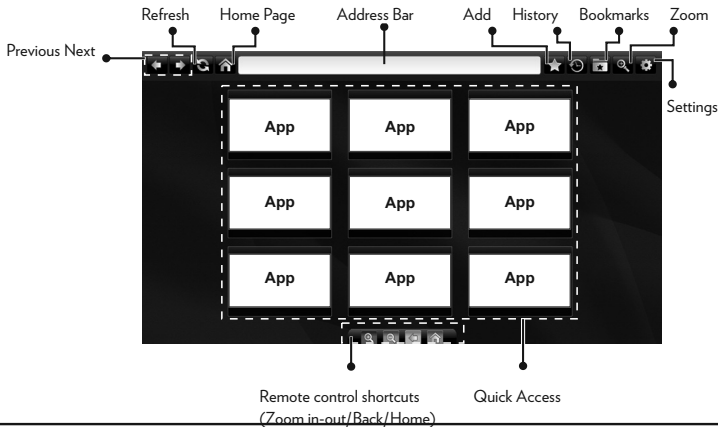 Refresh Home Page Address Bar Add History Bookmarks Zoom
Previous Next
Settings
App App App
App App App
App App App
Remote control shortcuts
(Zoom in-out/Back/Home)
Quick Access